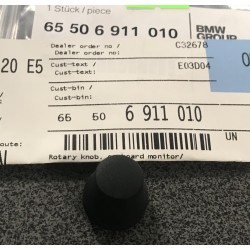 1 Stück / piece
65 50 6 911 010
BMW
GROUP
Dealer order no /
Dealer order no:
C32678
20 E5
Cust-text /
Cust-text:
E03D04
Cust-bin /
Cust-bin:
65 50 6 911 010
UN
Rotary knob, board monitor/